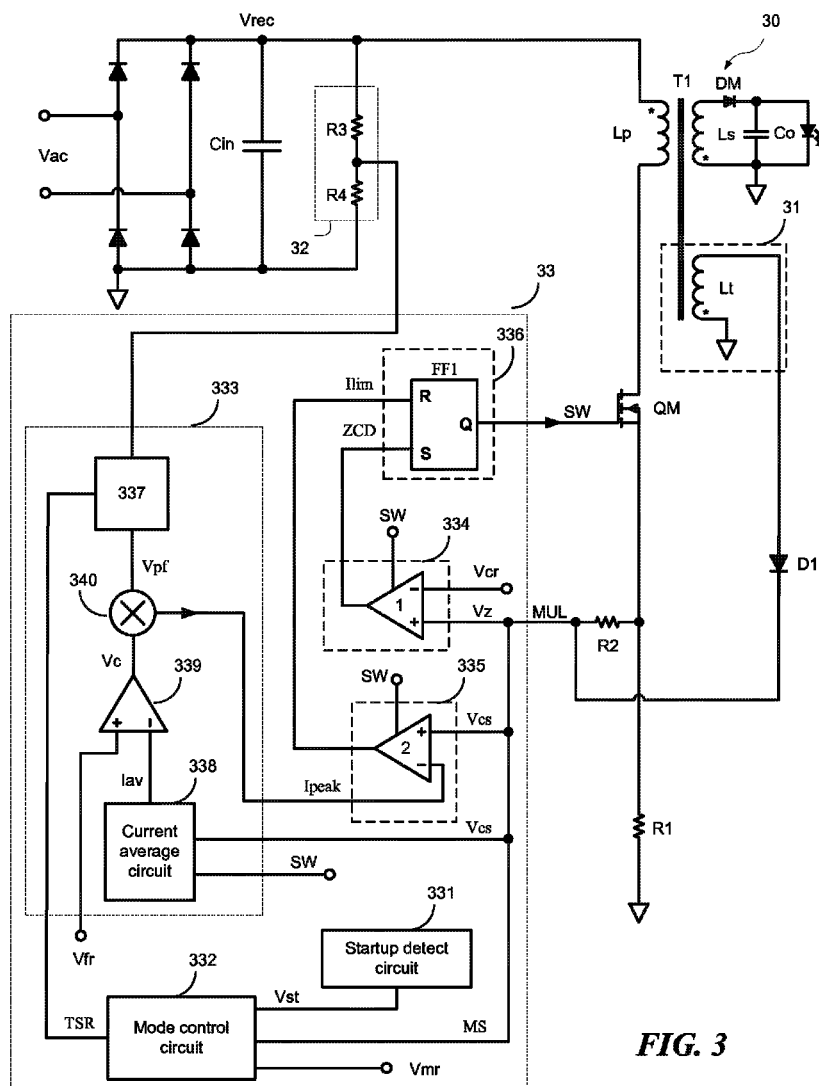 Vrec
30
T1
DM
Vac
Cin
R3
R4
32
Lp
*
Ls
Co
*
31
Lt
*
33
336
FF1
Ilim
R
ZCD
S
Q
SW
QM
333
337
Vpf
340
SW
334
1
Vcr
Vz
MUL
R2
D1
Vc
339
SW
335
2
Vcs
Iav
338
Ipeak
Current
average
circuit
Vcs
SW
R1
Vfr
331
Startup detect
circuit
332
Vst
TSR
Mode control
circuit
MS
Vmr
FIG. 3